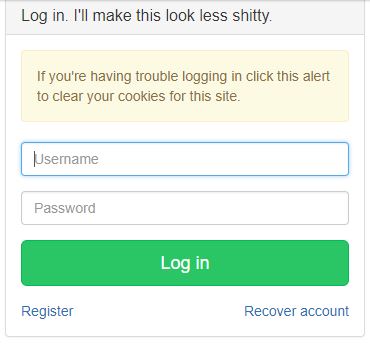 Log in. I'll make this look less shitty.
If you're having trouble logging in click this alert
to clear your cookies for this site.
Username
Password
Log in
Register Recover account